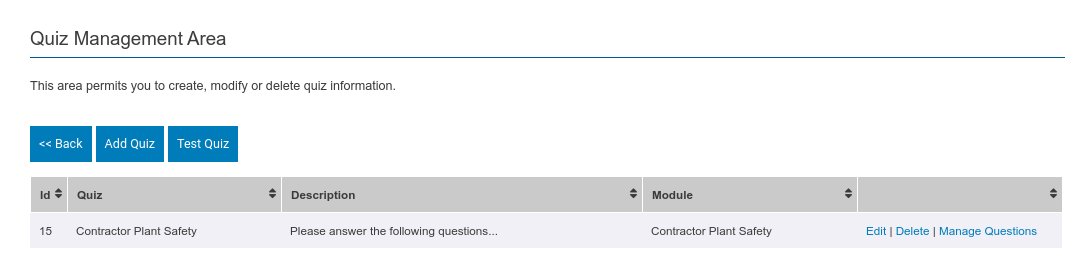 Quiz Management Area
This area permits you to create, modify or delete quiz information.
<< Back Add Quiz Test Quiz
Id Quiz Description Module
15 Contractor Plant Safety Please answer the following questions... Contractor Plant Safety Edit | Delete | Manage Questions